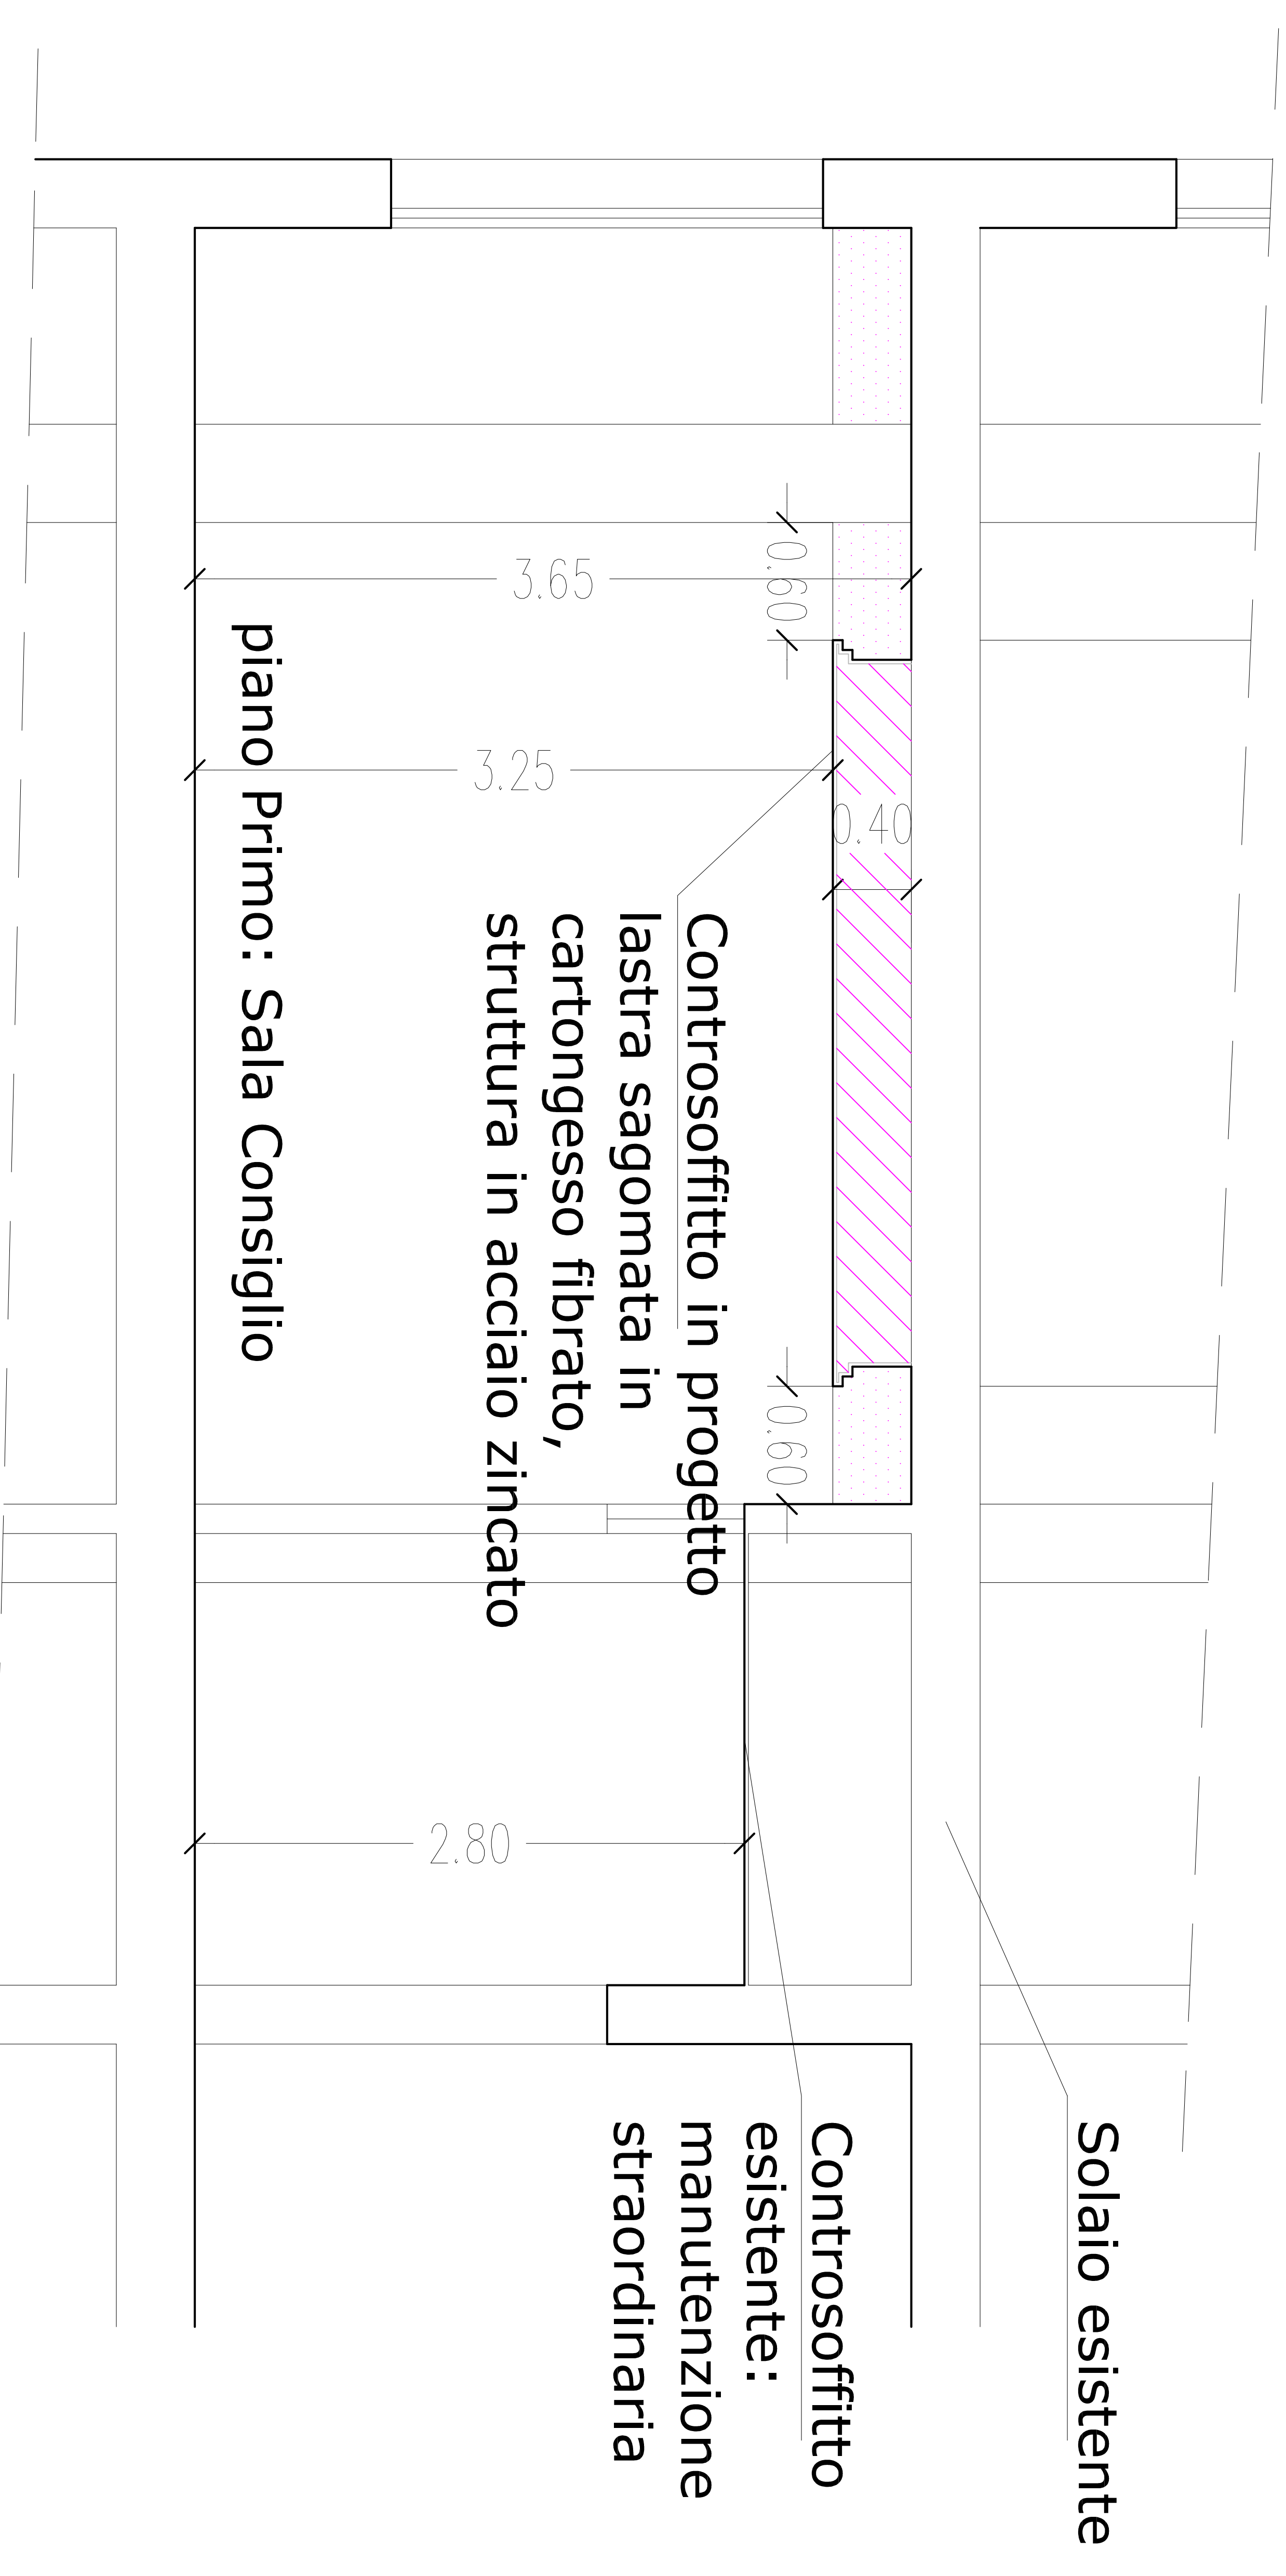 Solaio esistente
Controsoffitto
esistente:
manutenzione
straordinaria
0.40
0.60
0.60
Controsoffitto in progetto
lastra sagomata in
cartongesso fibrato,
struttura in acciaio zincato
3.65
3.25
2.80
piano Primo: Sala Consiglio